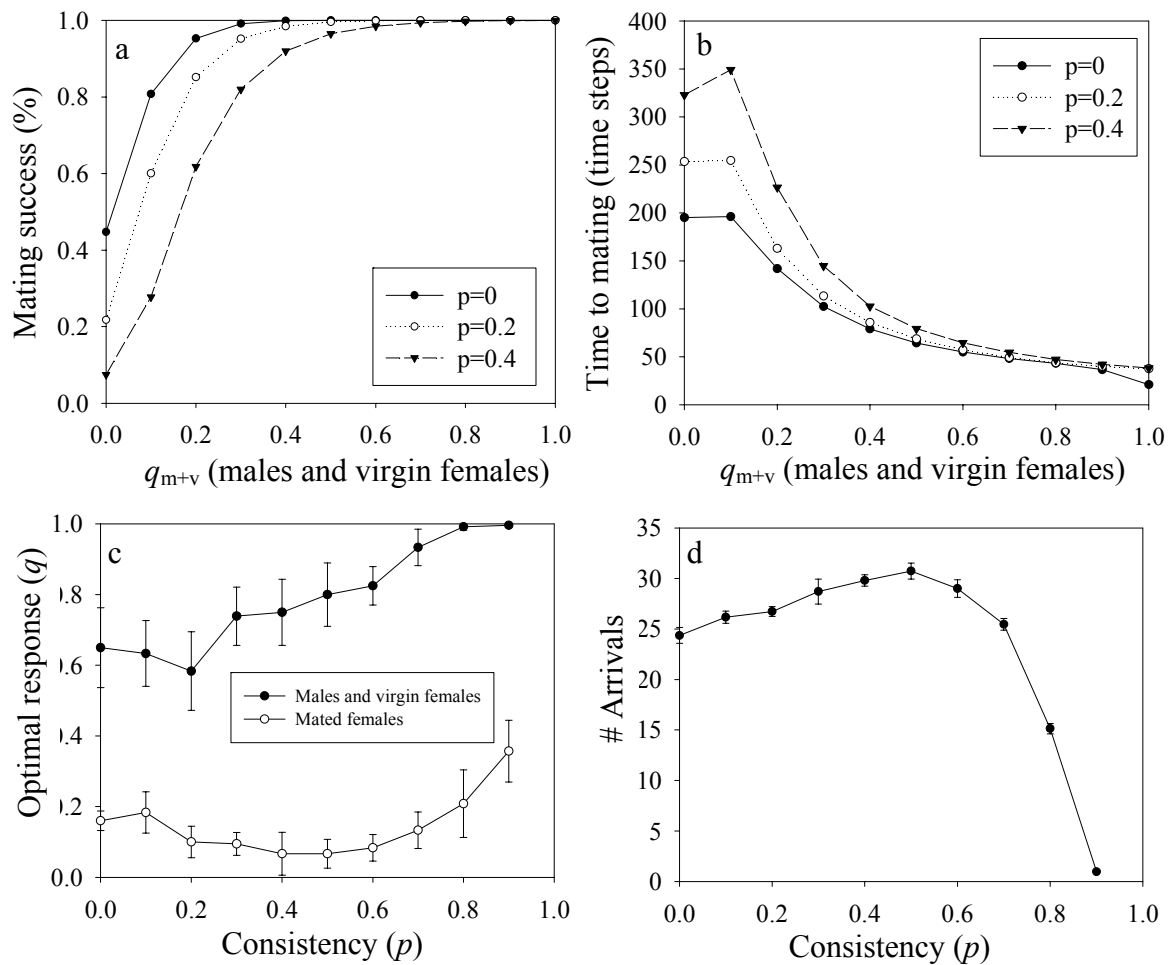 a
Mating success (%)
1.0
0.8
0.6
0.4
0.2
0.0
p=0
p=0.2
p=0.4
0.0 0.2 0.4 0.6 0.8 1.0
qm+v (males and virgin females)
b
Time to mating (time steps)
400
350
300
250
200
150
100
50
0
p=0
p=0.2
p=0.4
0.0 0.2 0.4 0.6 0.8 1.0
qm+v (males and virgin females)
c
Optimal response (q)
1.0
).8
).6
).4
).2
).0
Males and virgin females
Mated females
0.0 0.2 0.4 0.6 0.8 1.0
Consistency (p)
d
# Arrivals
35
30
25
20
15
10
5
0
0.0 0.2 0.4 0.6 0.8 1.0
Consistency (p)